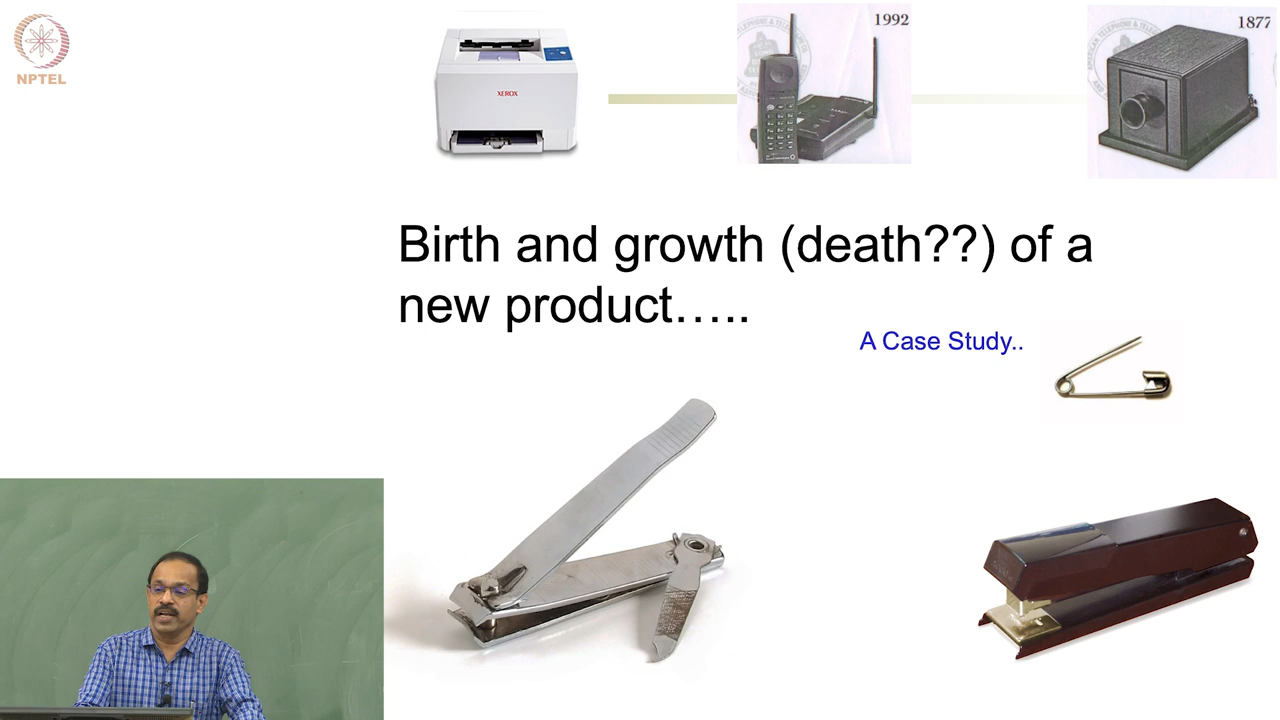 NPTEL
XEROX
1992
1877
Birth and growth (death??) of a
new product…..
A Case Study..